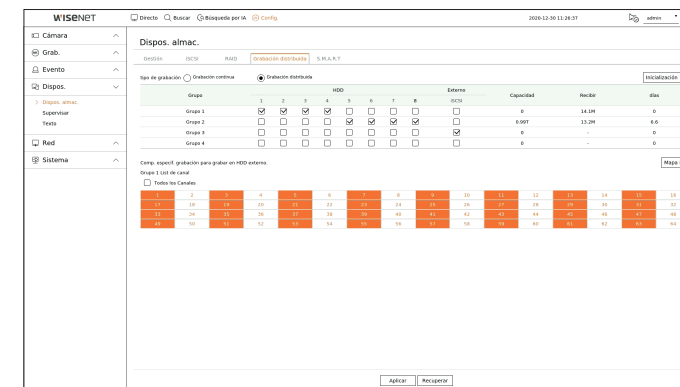 WISENET
Directo Buscar Búsqueda por IA Config.
2020-12-30 11:26:37
admin
Cámara
Grab.
Evento
Dispos.
Dispos. almac.
Supervisar
Texto
Red
Sistema
Dispos. almac.
Gestión iSCSI RAID Grabación distribuida S.M.A.R.T
tipo de grabación Grabación continua Grabación distribuida Inicialización
Grupo HDD Externo Capacidad Recibir días
1 2 3 4 5 6 7 8 iSCSI
Grupo 1 0 14.1M 0
Grupo 2 0.99T 13.2M 6.6
Grupo 3 0 - 0
Grupo 4 0 - 0
Comp. especif. grabación para grabar en HDD externo. Mapa
Grupo 1 List de canal
Todos los Canales
1 2 3 4 5 6 7 8 9 10 11 12 13 14 15 16
17 18 19 20 21 22 23 24 25 26 27 28 29 30 31 32
33 34 35 36 37 38 39 40 41 42 43 44 45 46 47 48
49 50 51 52 53 54 55 56 57 58 59 60 61 62 63 64
Aplicar Recuperar